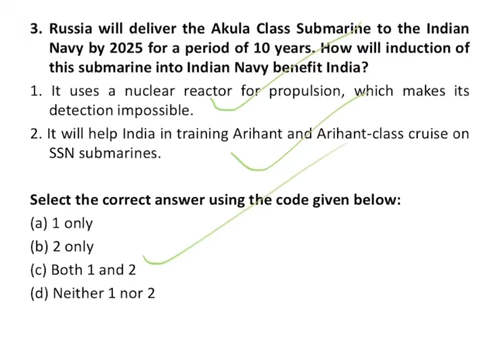 3. Russia will deliver the Akula Class Submarine to the Indian
Navy by 2025 for a period of 10 years. How will induction of
this submarine into Indian Navy benefit India?
1. It uses a nuclear reactor for propulsion, which makes its
detection impossible.
2. It will help India in training Arihant and Arihant-class cruise on
SSN submarines.
Select the correct answer using the code given below:
(a) 1 only
(b) 2 only
(c) Both 1 and 2
(d) Neither 1 nor 2